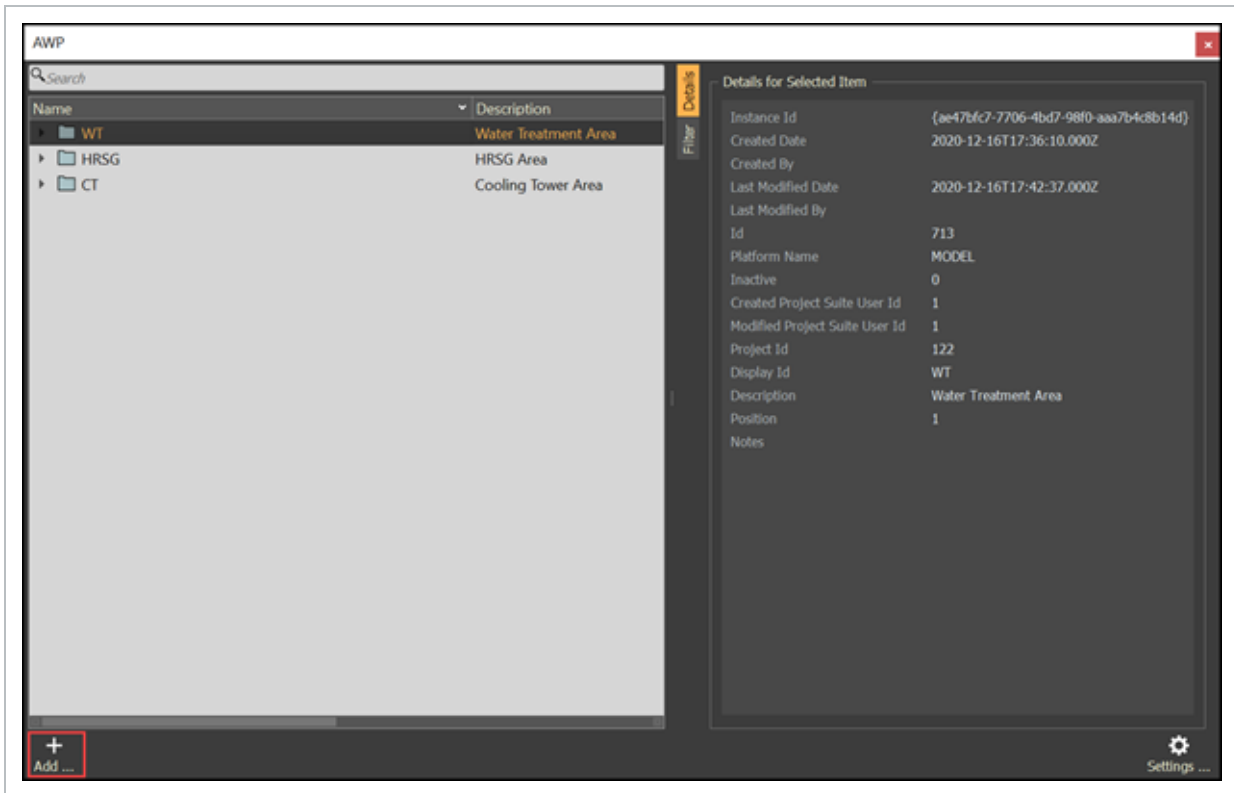 AWP
Search
Name Description
WT Water Treatment Area
HRSG HRSG Area
CT Cooling Tower Area
Details
Filter
Details for Selected Item
Instance Id {ae47bfc7-7706-4bd7-98f0-aaa7b4c8b14d}
Created Date 2020-12-16T17:36:10.000Z
Created By
Last Modified Date 2020-12-16T17:42:37.000Z
Last Modified By
Id 713
Platform Name MODEL
Inactive 0
Created Project Suite User Id 1
Modified Project Suite User Id 1
Project Id 122
Display Id WT
Description Water Treatment Area
Position 1
Notes
Add ...
Settings ...